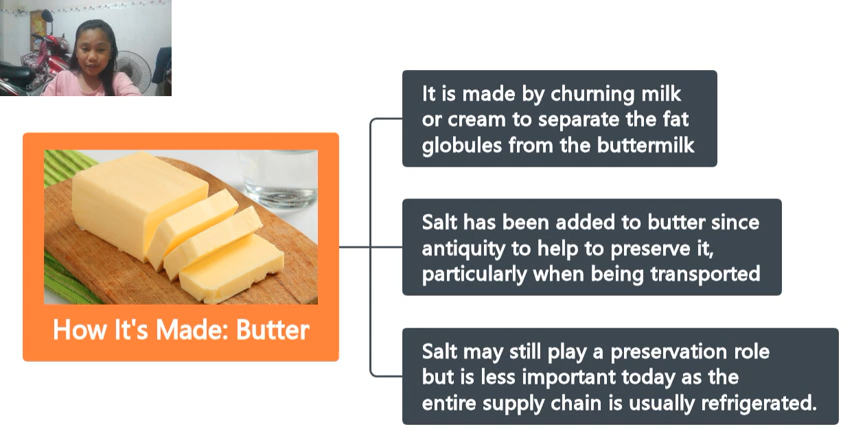 How It's Made: Butter
It is made by churning milk
or cream to separate the fat
globules from the buttermilk
Salt has been added to butter since
antiquity to help to preserve it,
particularly when being transported
Salt may still play a preservation role
but is less important today as the
entire supply chain is usually refrigerated.